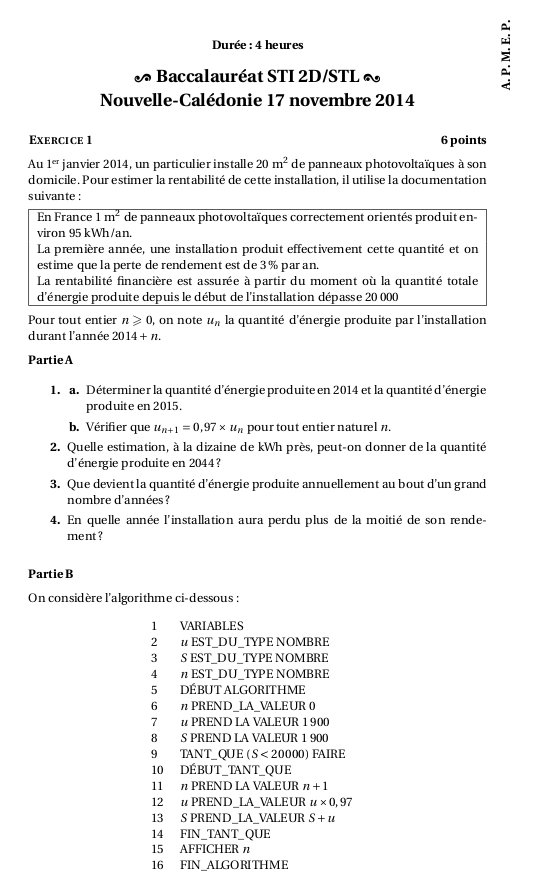 Durée : 4 heures
A. P. M. E. P.
Baccalauréat STI 2D/STL
Nouvelle-Calédonie 17 novembre 2014
EXERCICE 1 6 points
Au 1er janvier 2014, un particulier installe 20 m² de panneaux photovoltaïques à son
domicile. Pour estimer la rentabilité de cette installation, il utilise la documentation
suivante :
En France 1 m² de panneaux photovoltaïques correctement orientés produit en-
viron 95 kWh/an.
La première année, une installation produit effectivement cette quantité et on
estime que la perte de rendement est de 3 % par an.
La rentabilité financière est assurée à partir du moment où la quantité totale
d'énergie produite depuis le début de l'installation dépasse 20 000
Pour tout entier n ⩾ 0, on note uₙ la quantité d'énergie produite par l'installation
durant l'année 2014 + n.
Partie A
1. a. Déterminer la quantité d'énergie produite en 2014 et la quantité d'énergie
produite en 2015.
b. Vérifier que uₙ₊₁ = 0,97 × uₙ pour tout entier naturel n.
2. Quelle estimation, à la dizaine de kWh près, peut-on donner de la quantité
d'énergie produite en 2044 ?
3. Que devient la quantité d'énergie produite annuellement au bout d'un grand
nombre d'années ?
4. En quelle année l'installation aura perdu plus de la moitié de son rende-
ment ?
Partie B
On considère l'algorithme ci-dessous :
1 VARIABLES
2 u EST_DU_TYPE NOMBRE
3 S EST_DU_TYPE NOMBRE
4 n EST_DU_TYPE NOMBRE
5 DÉBUT ALGORITHME
6 n PREND_LA_VALEUR 0
7 u PREND LA VALEUR 1 900
8 S PREND LA VALEUR 1 900
9 TANT_QUE (S < 20000) FAIRE
10 DÉBUT_TANT_QUE
11 n PREND LA VALEUR n + 1
12 u PREND_LA_VALEUR u × 0,97
13 S PREND_LA_VALEUR S + u
14 FIN_TANT_QUE
15 AFFICHER n
16 FIN_ALGORITHME